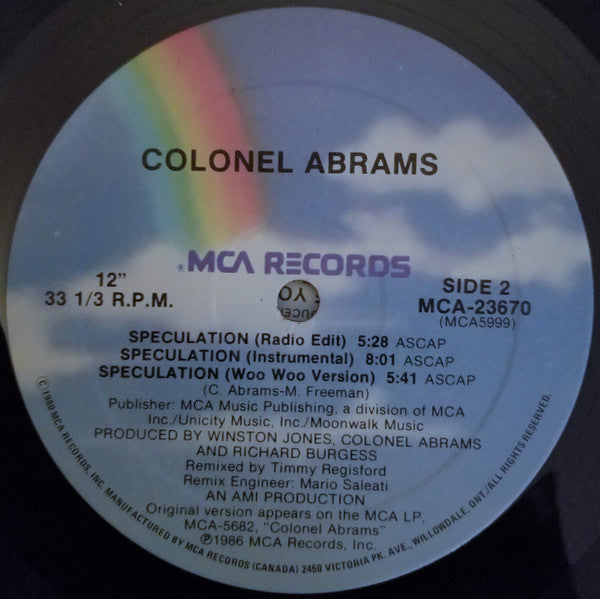 COLONEL ABRAMS
MCA RECORDS
12"
33 1/3 R.P.M.
SIDE 2
MCA-23670
(MCA5999)
YO
SPECULATION (Radio Edit) 5:28 ASCAP
SPECULATION (Instrumental) 8:01 ASCAP
SPECULATION (Woo Woo Version) 5:41 ASCAP
(C. Abrams-M. Freeman)
Publisher: MCA Music Publishing, a division of MCA
Inc./Unicity Music, Inc./Moonwalk Music
PRODUCED BY WINSTON JONES, COLONEL ABRAMS
AND RICHARD BURGESS
Remixed by Timmy Regisford
Remix Engineer: Mario Saleati
AN AMI PRODUCTION
Original version appears on the MCA LP,
MCA-5682, "Colonel Abrams"
℗1986 MCA Records, Inc.
©1980 MCA RECORDS, INC. MANUFACTURED BY MCA RECORDS (CANADA) 2450 VICTORIA PK. AVE., WILLOWDALE, ONT./ALL RIGHTS RESERVED.